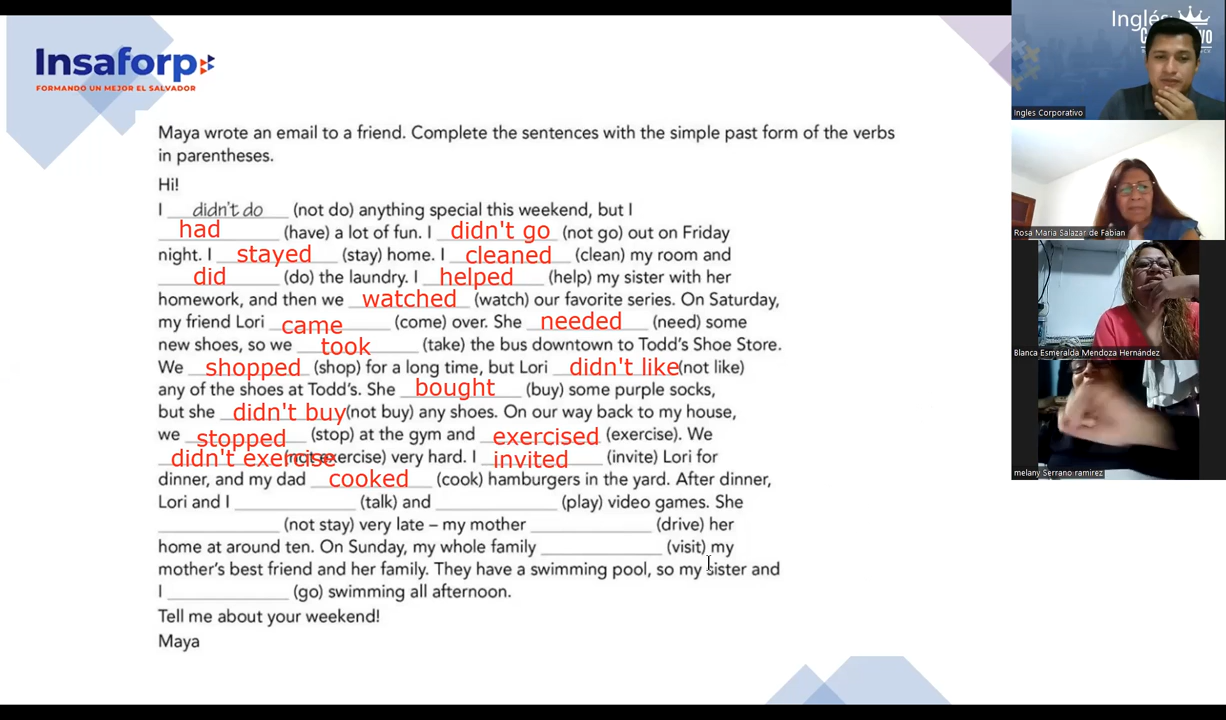 Insaforp
FORMANDO UN MEJOR EL SALVADOR
Maya wrote an email to a friend. Complete the sentences with the simple past form of the verbs
in parentheses.
Hi!
I didn't do (not do) anything special this weekend, but I
had (have) a lot of fun. I didn't go (not go) out on Friday
night. I stayed (stay) home. I cleaned (clean) my room and
did (do) the laundry. I helped (help) my sister with her
homework, and then we watched (watch) our favorite series. On Saturday,
my friend Lori came (come) over. She needed (need) some
new shoes, so we took (take) the bus downtown to Todd's Shoe Store.
We shopped (shop) for a long time, but Lori didn't like (not like)
any of the shoes at Todd's. She bought (buy) some purple socks,
but she didn't buy (not buy) any shoes. On our way back to my house,
we stopped (stop) at the gym and exercised (exercise). We
didn't exercise (not exercise) very hard. I invited (invite) Lori for
dinner, and my dad cooked (cook) hamburgers in the yard. After dinner,
Lori and I (talk) and (play) video games. She
(not stay) very late – my mother (drive) her
home at around ten. On Sunday, my whole family (visit) my
mother's best friend and her family. They have a swimming pool, so my sister and
I (go) swimming all afternoon.
Tell me about your weekend!
Maya
Inglés
Ingles Corporativo
Rosa Maria Salazar de Fabian
Blanca Esmeralda Mendoza Hernández
melany Serrano ramirez